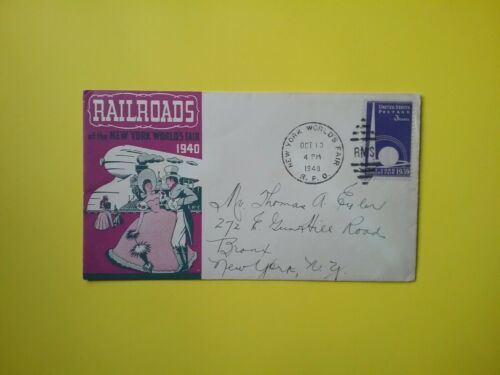 RAILROADS
at the NEW YORK WORLD'S FAIR
1940
NEW YORK WORLD'S FAIR
OCT 13
4 PM
1940
R.P.O.
RMS
UNITED STATES
POSTAGE
3 CENTS
1939
Mr. Thomas A.
272 E. Gun Hill Road
Bronx
New York, N.Y.